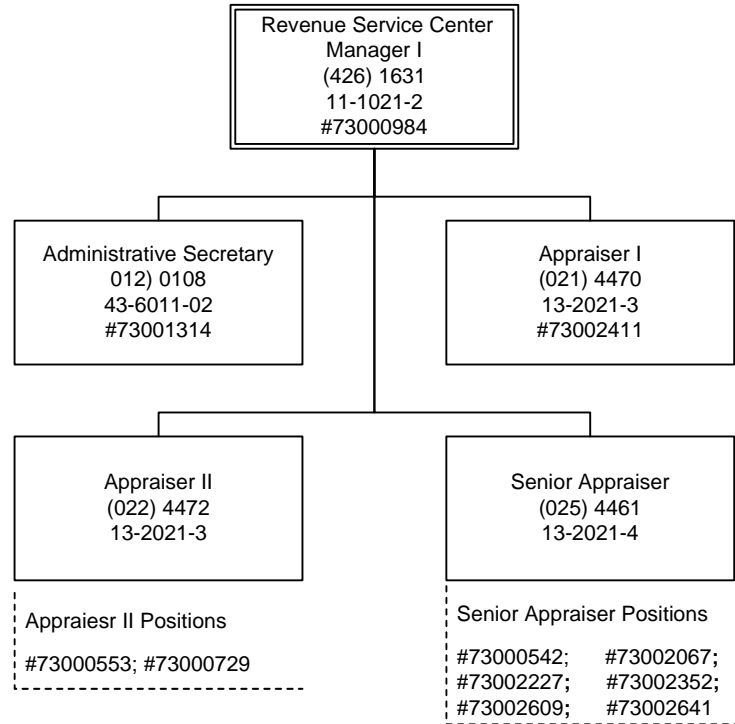 Revenue Service Center
Manager I
(426) 1631
11-1021-2
#73000984
Administrative Secretary
012) 0108
43-6011-02
#73001314
Appraiser I
(021) 4470
13-2021-3
#73002411
Appraiser II
(022) 4472
13-2021-3
Senior Appraiser
(025) 4461
13-2021-4
Appraiesr II Positions
#73000553; #73000729
Senior Appraiser Positions
#73000542; #73002067;
#73002227; #73002352;
#73002609; #73002641